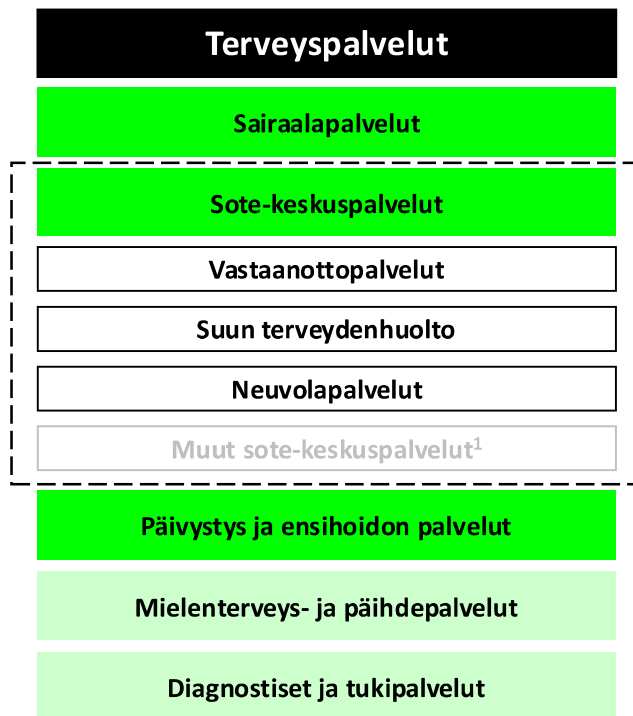 Terveyspalvelut
Sairaalapalvelut
Sote-keskuspalvelut
Vastaanottopalvelut
Suun terveydenhuolto
Neuvolapalvelut
Muut sote-keskuspalvelut¹
Päivystys ja ensihoidon palvelut
Mielenterveys- ja päihdepalvelut
Diagnostiset ja tukipalvelut